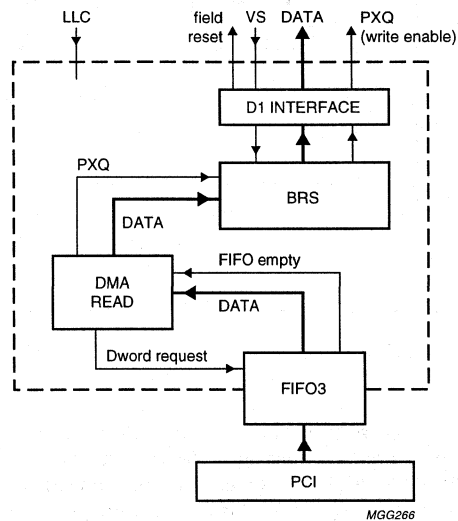 LLC
field VS DATA PXQ
reset (write enable)
D1 INTERFACE
PXQ
BRS
DATA
DMA
READ
FIFO empty
DATA
Dword request
FIFO3
PCI
MGG266